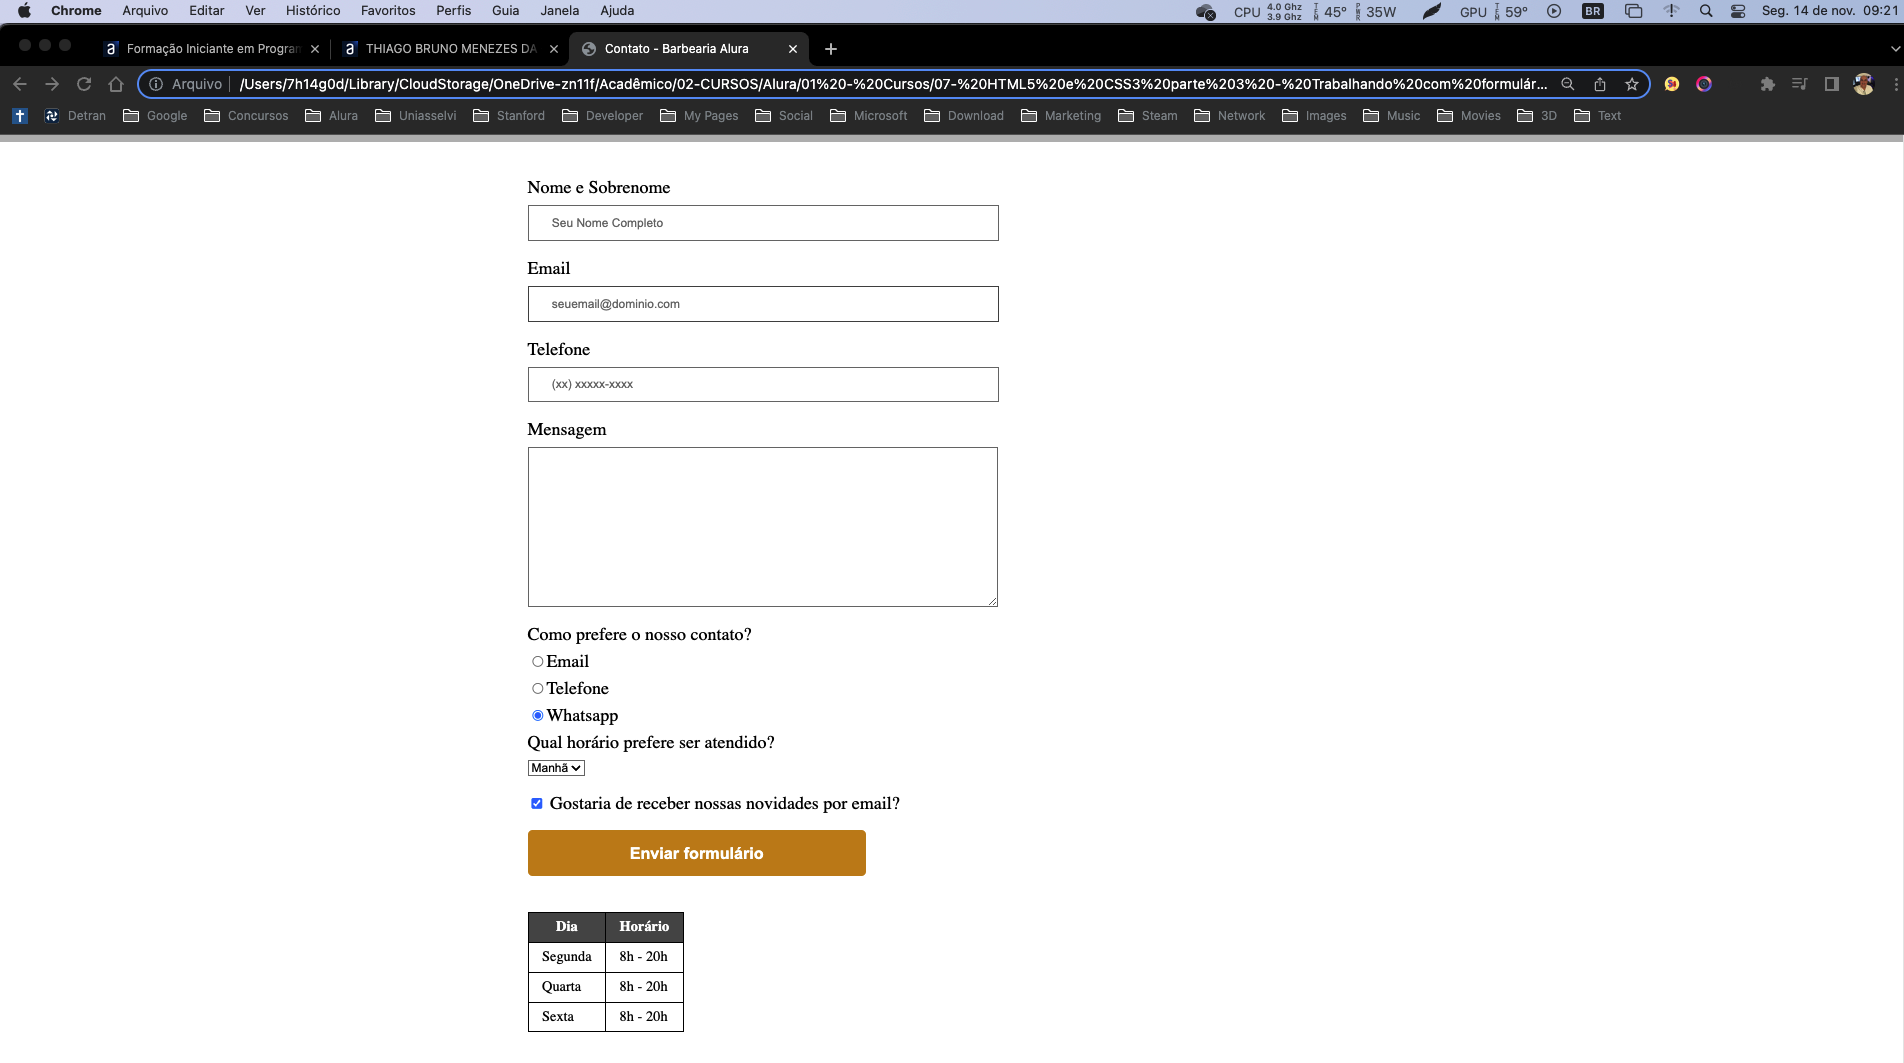 Chrome Arquivo Editar Ver Histórico Favoritos Perfis Guia Janela Ajuda CPU 4.0 Ghz 3.9 Ghz TEM 45° PWR 35W GPU TEM 59° BR Seg. 14 de nov. 09:21
Formação Iniciante em Program THIAGO BRUNO MENEZES DA Contato - Barbearia Alura
Arquivo /Users/7h14g0d/Library/CloudStorage/OneDrive-zn11f/Acadêmico/02-CURSOS/Alura/01%20-%20Cursos/07-%20HTML5%20e%20CSS3%20parte%203%20-%20Trabalhando%20com%20formulár...
Detran Google Concursos Alura Uniasselvi Stanford Developer My Pages Social Microsoft Download Marketing Steam Network Images Music Movies 3D Text
Nome e Sobrenome
Seu Nome Completo
Email
seuemail@dominio.com
Telefone
(xx) xxxxx-xxxx
Mensagem
Como prefere o nosso contato?
Email
Telefone
Whatsapp
Qual horário prefere ser atendido?
Manhã
Gostaria de receber nossas novidades por email?
Enviar formulário
Dia Horário
Segunda 8h - 20h
Quarta 8h - 20h
Sexta 8h - 20h